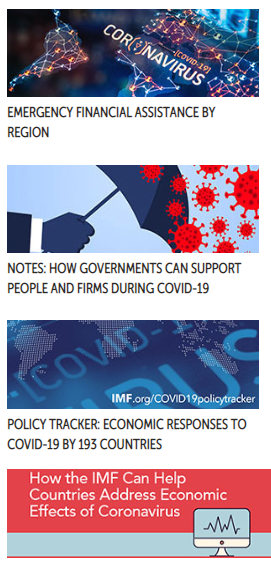 CORONAVIRUS
[COVID-19]
EMERGENCY FINANCIAL ASSISTANCE BY
REGION
NOTES: HOW GOVERNMENTS CAN SUPPORT
PEOPLE AND FIRMS DURING COVID-19
[COVID-
VIRUS
IMF.org/COVID19policytracker
POLICY TRACKER: ECONOMIC RESPONSES TO
COVID-19 BY 193 COUNTRIES
How the IMF Can Help
Countries Address Economic
Effects of Coronavirus